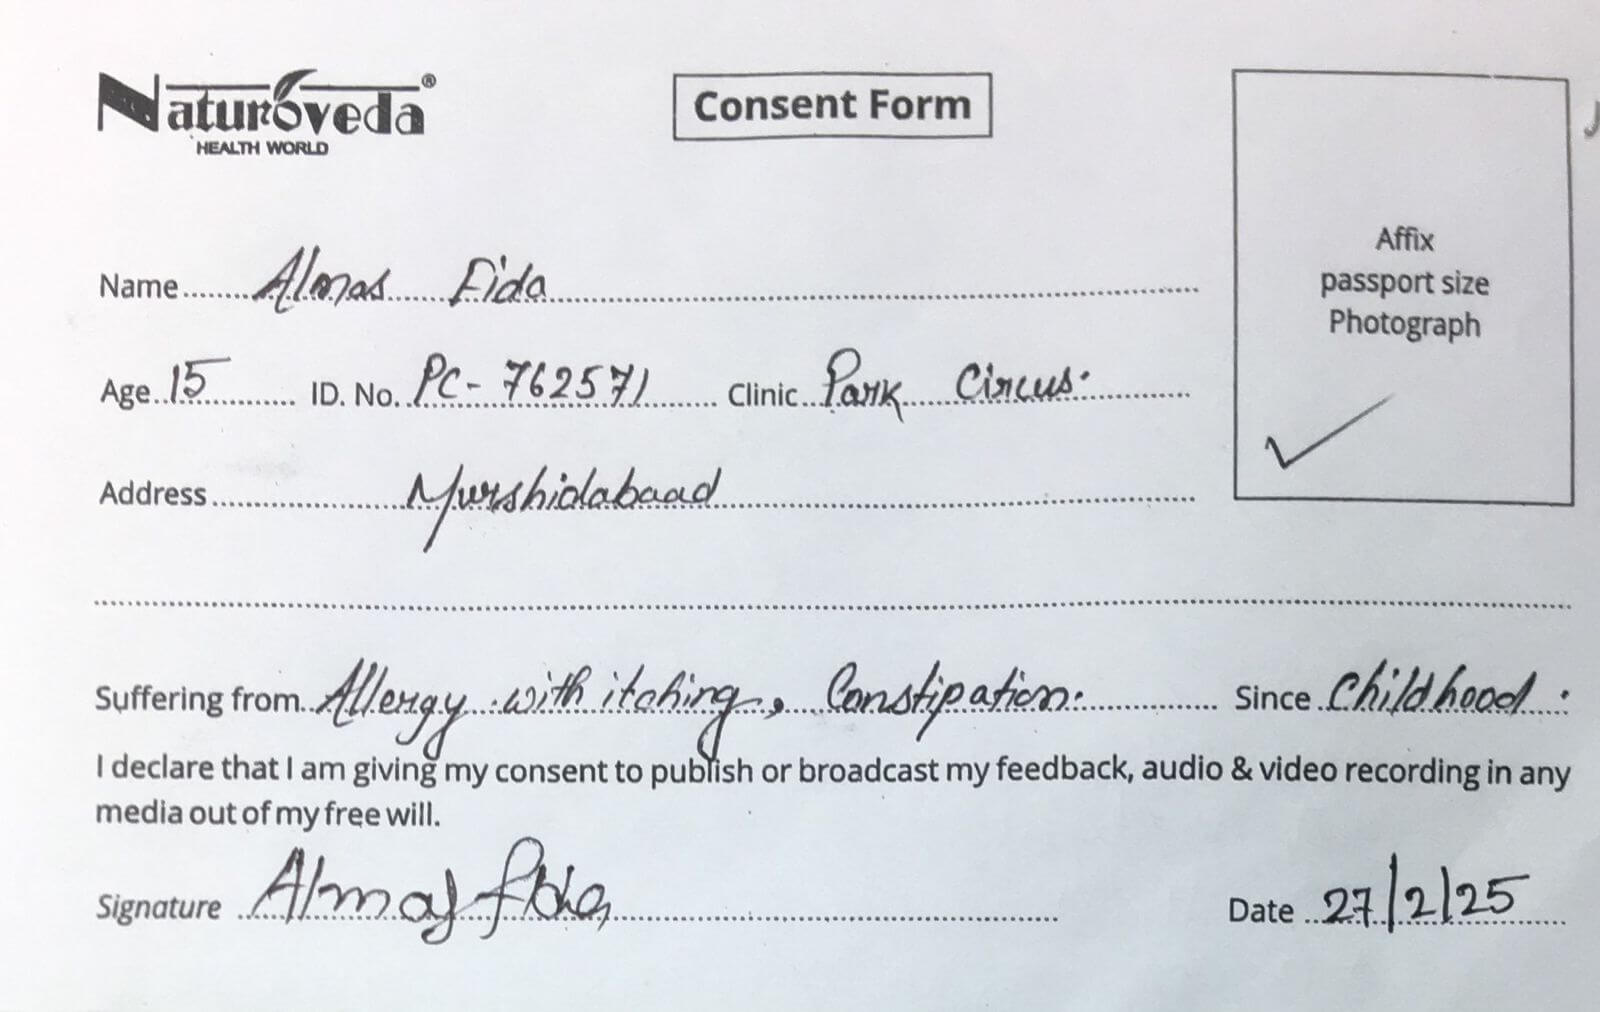 Naturoveda®
HEALTH WORLD
Consent Form
Affix
passport size
Photograph
Name Almas Fida
Age 15 ID. No. PC-762571 Clinic Park Circus.
Address Murshidabaad
Suffering from Allergy with itching, Constipation. Since Childhood.
I declare that I am giving my consent to publish or broadcast my feedback, audio & video recording in any
media out of my free will.
Signature Almas fida Date 27/2/25